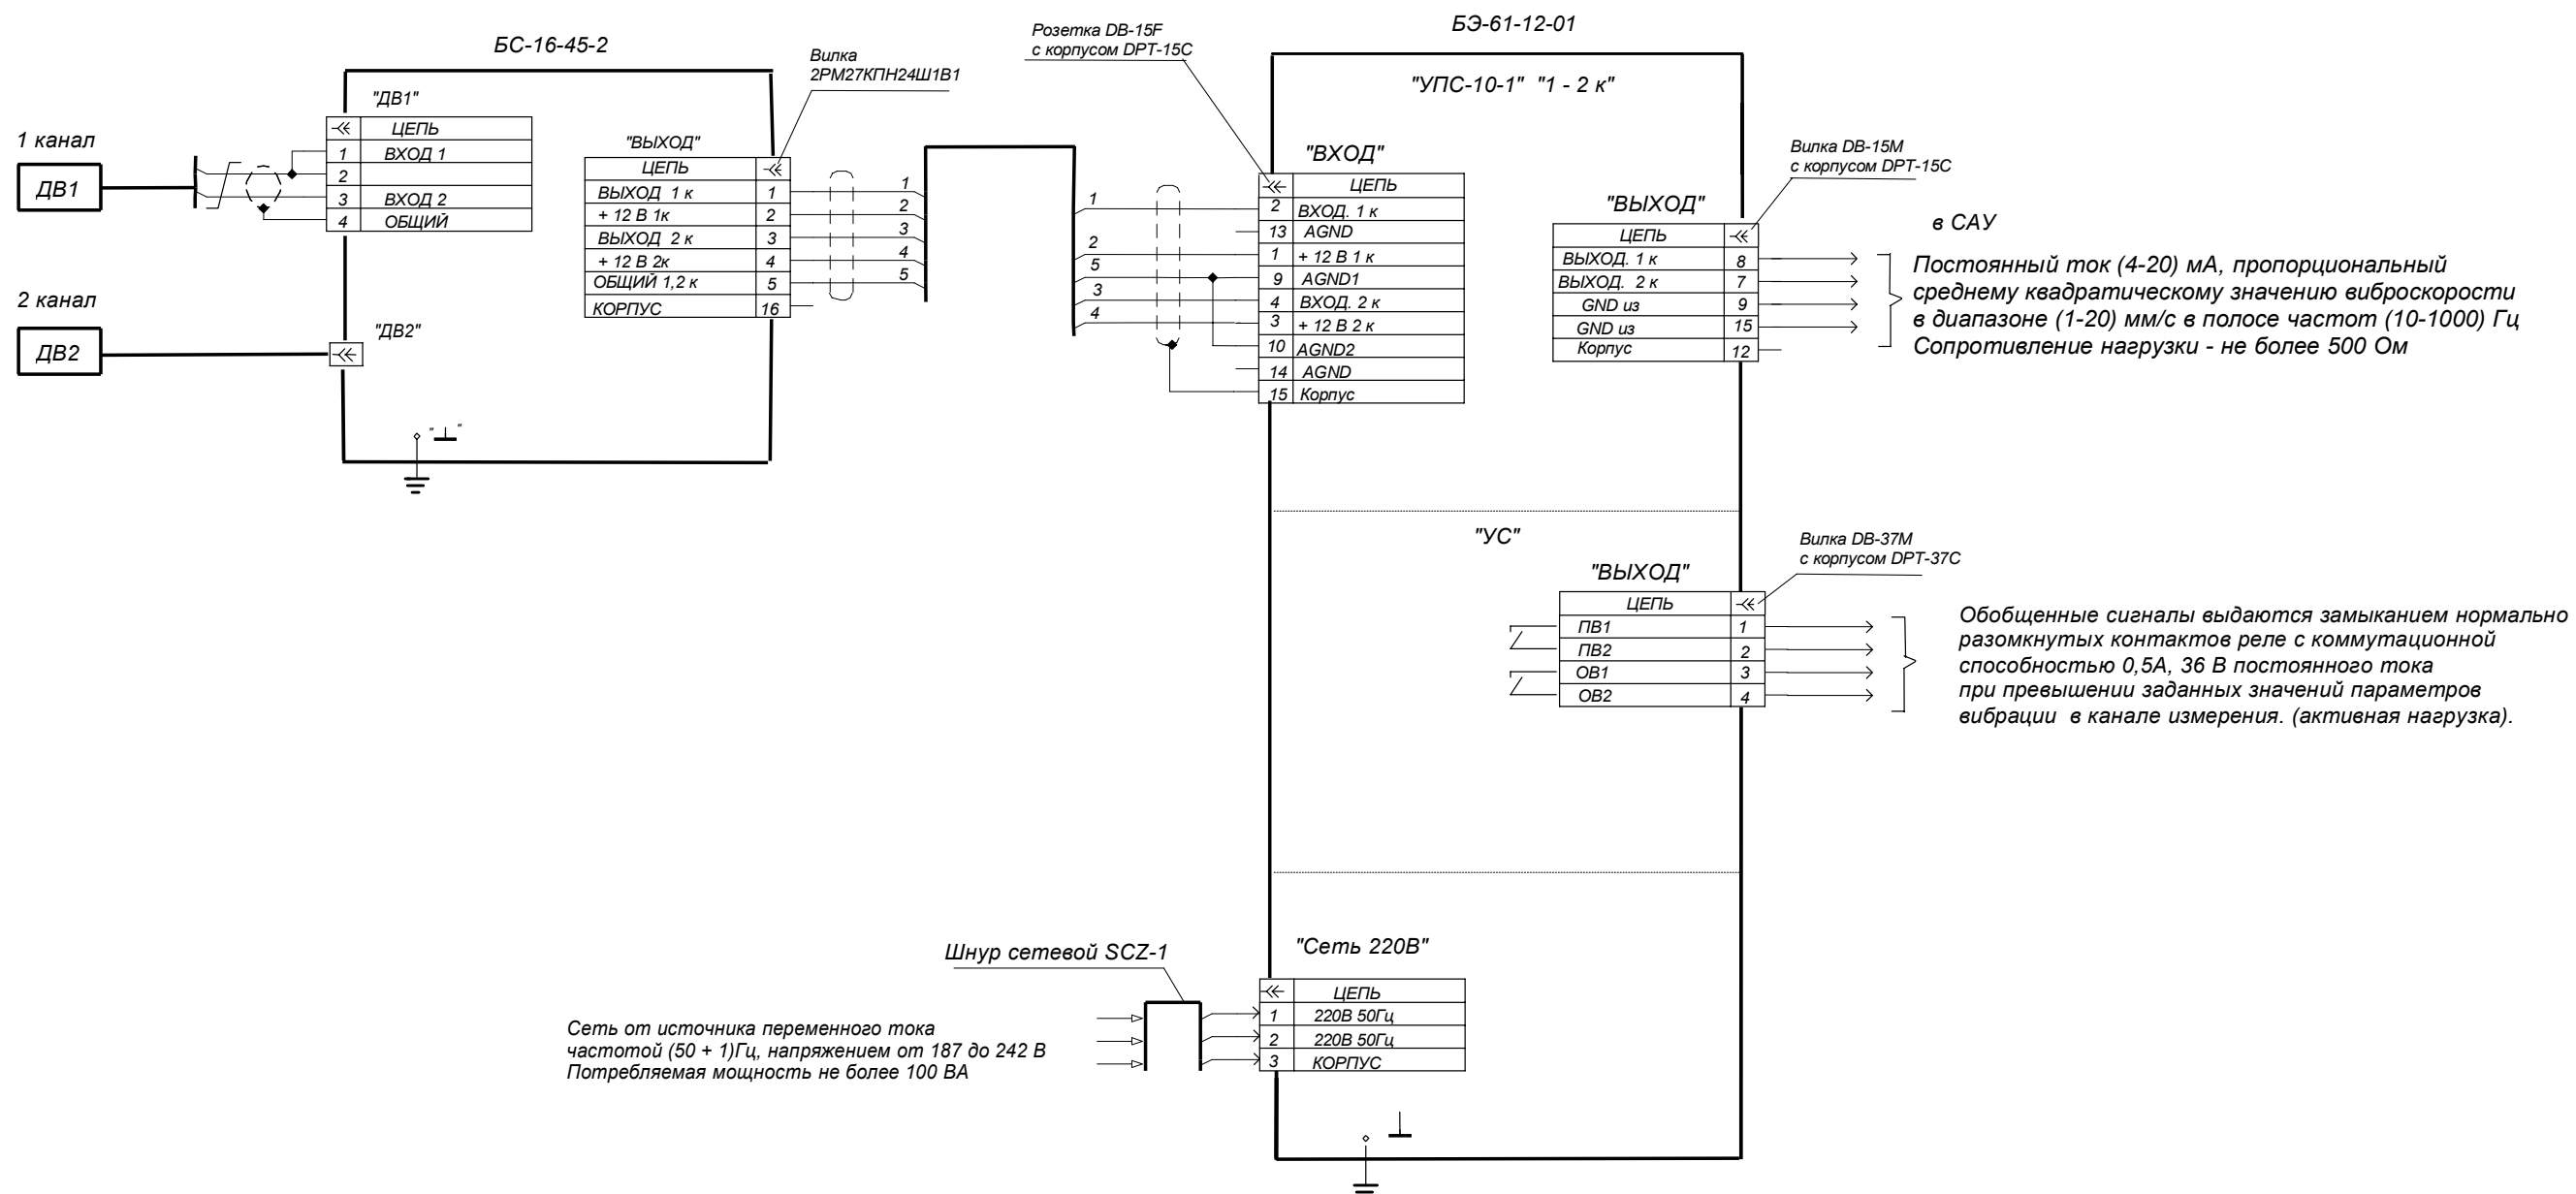 БС-16-45-2
Вилка
2РМ27КПН24Ш1В1
"ДВ1"
ЦЕПЬ
1 ВХОД 1
2
3 ВХОД 2
4 ОБЩИЙ
1 канал
ДВ1
2 канал
ДВ2
"ДВ2"
"ВЫХОД"
ЦЕПЬ
ВЫХОД 1 к 1
+ 12 В 1к 2
ВЫХОД 2 к 3
+ 12 В 2к 4
ОБЩИЙ 1,2 к 5
КОРПУС 16
" "
1
2
3
4
5
1
2
5
3
4
Розетка DB-15F
с корпусом DPT-15C
БЭ-61-12-01
"УПС-10-1" "1 - 2 к"
"ВХОД"
ЦЕПЬ
2 ВХОД. 1 к
13 AGND
1 + 12 В 1 к
9 AGND1
4 ВХОД. 2 к
3 + 12 В 2 к
10 AGND2
14 AGND
15 Корпус
Вилка DB-15M
с корпусом DPT-15C
"ВЫХОД"
ЦЕПЬ
ВЫХОД. 1 к 8
ВЫХОД. 2 к 7
GND из 9
GND из 15
Корпус 12
в САУ
Постоянный ток (4-20) мА, пропорциональный
среднему квадратическому значению виброскорости
в диапазоне (1-20) мм/с в полосе частот (10-1000) Гц
Сопротивление нагрузки - не более 500 Ом
"УС"
Вилка DB-37M
с корпусом DPT-37C
"ВЫХОД"
ЦЕПЬ
ПВ1 1
ПВ2 2
ОВ1 3
ОВ2 4
Обобщенные сигналы выдаются замыканием нормально
разомкнутых контактов реле с коммутационной
способностью 0,5А, 36 В постоянного тока
при превышении заданных значений параметров
вибрации в канале измерения. (активная нагрузка).
Шнур сетевой SCZ-1
"Сеть 220В"
ЦЕПЬ
1 220В 50Гц
2 220В 50Гц
3 КОРПУС
Сеть от источника переменного тока
частотой (50 + 1)Гц, напряжением от 187 до 242 В
Потребляемая мощность не более 100 ВА